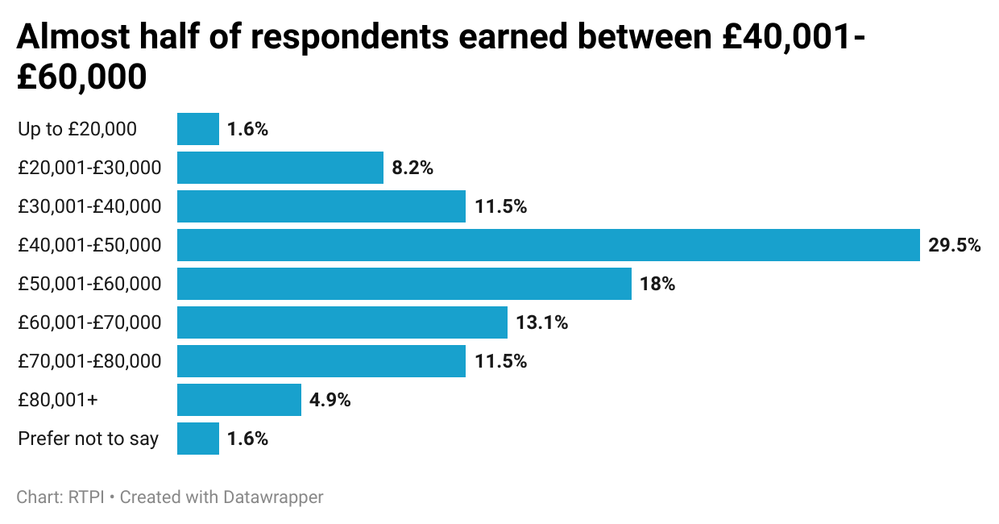 Almost half of respondents earned between £40,001-
£60,000
Up to £20,000 1.6%
£20,001-£30,000 8.2%
£30,001-£40,000 11.5%
£40,001-£50,000 29.5%
£50,001-£60,000 18%
£60,001-£70,000 13.1%
£70,001-£80,000 11.5%
£80,001+ 4.9%
Prefer not to say 1.6%
Chart: RTPI • Created with Datawrapper